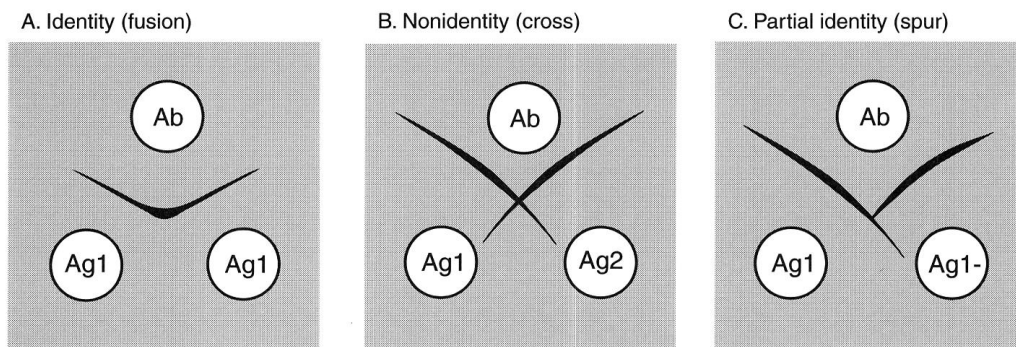 A. Identity (fusion)
B. Nonidentity (cross)
C. Partial identity (spur)
Ab
Ab
Ab
Ag1
Ag1
Ag1
Ag2
Ag1
Ag1-